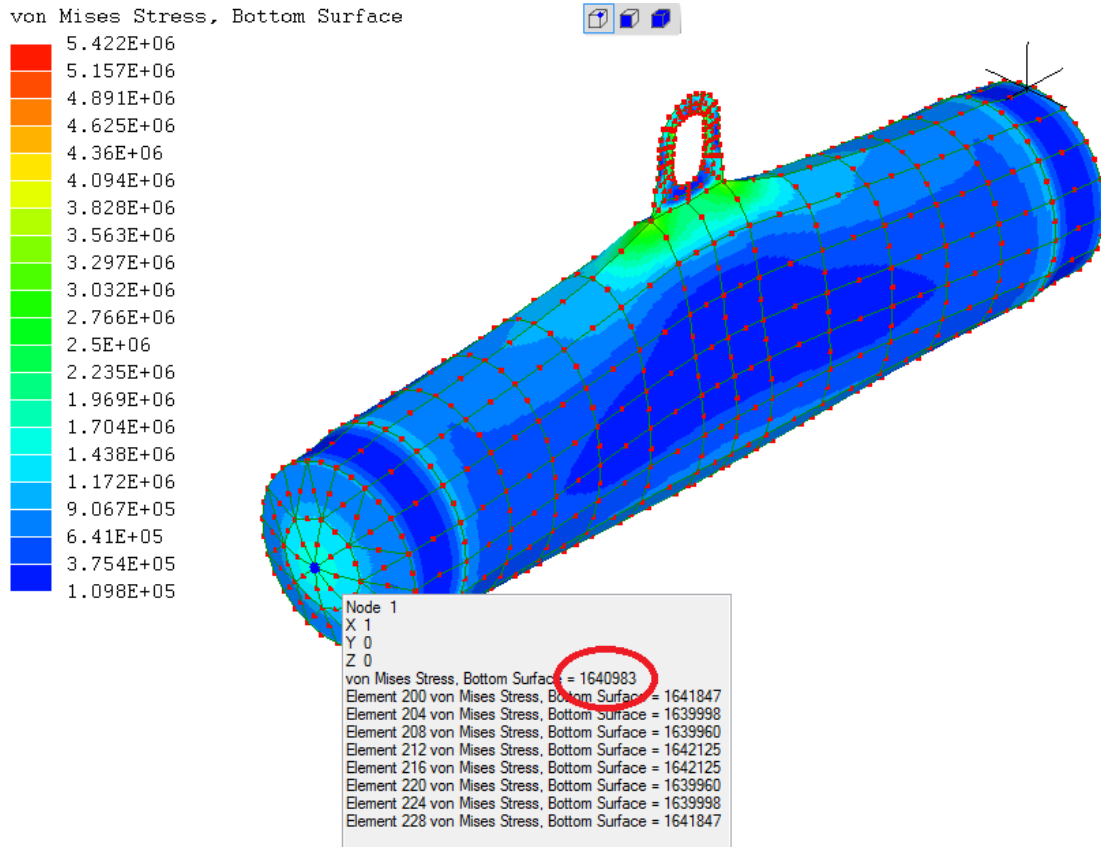 von Mises Stress, Bottom Surface
5.422E+06
5.157E+06
4.891E+06
4.625E+06
4.36E+06
4.094E+06
3.828E+06
3.563E+06
3.297E+06
3.032E+06
2.766E+06
2.5E+06
2.235E+06
1.969E+06
1.704E+06
1.438E+06
1.172E+06
9.067E+05
6.41E+05
3.754E+05
1.098E+05
Node 1
X 1
Y 0
Z 0
von Mises Stress, Bottom Surface = 1640983
Element 200 von Mises Stress, Bottom Surface = 1641847
Element 204 von Mises Stress, Bottom Surface = 1639998
Element 208 von Mises Stress, Bottom Surface = 1639960
Element 212 von Mises Stress, Bottom Surface = 1642125
Element 216 von Mises Stress, Bottom Surface = 1642125
Element 220 von Mises Stress, Bottom Surface = 1639960
Element 224 von Mises Stress, Bottom Surface = 1639998
Element 228 von Mises Stress, Bottom Surface = 1641847